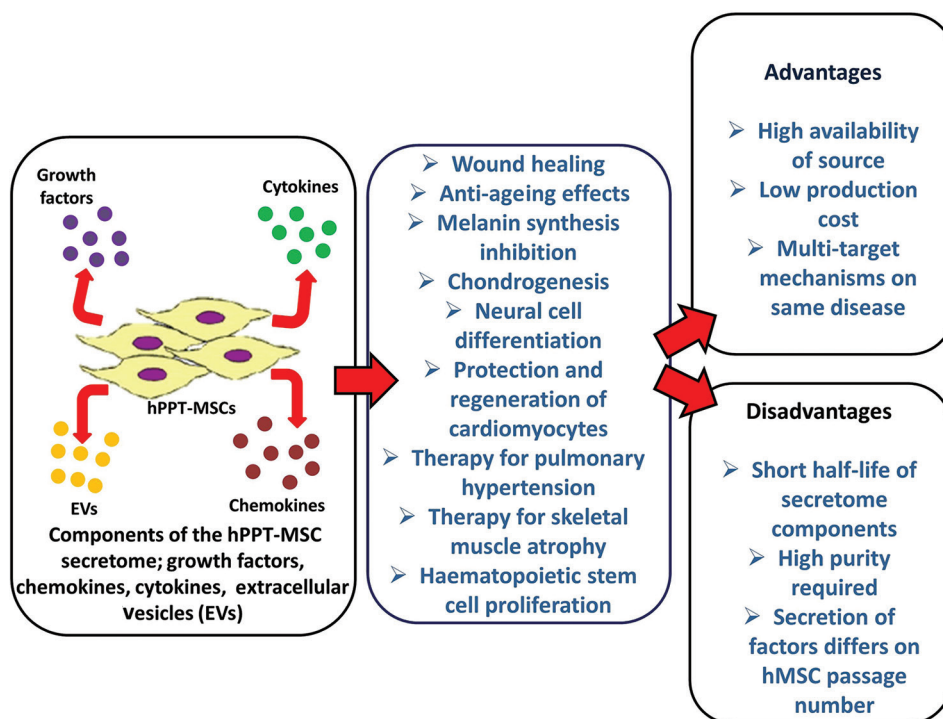 Growth
factors
Cytokines
hPPT-MSCs
EVs
Chemokines
Components of the hPPT-MSC
secretome; growth factors,
chemokines, cytokines, extracellular
vesicles (EVs)
➢ Wound healing
➢ Anti-ageing effects
➢ Melanin synthesis
inhibition
➢ Chondrogenesis
➢ Neural cell
differentiation
➢ Protection and
regeneration of
cardiomyocytes
➢ Therapy for pulmonary
hypertension
➢ Therapy for skeletal
muscle atrophy
➢ Haematopoietic stem
cell proliferation
Advantages
➢ High availability
of source
➢ Low production
cost
➢ Multi-target
mechanisms on
same disease
Disadvantages
➢ Short half-life of
secretome
components
➢ High purity
required
➢ Secretion of
factors differs on
hMSC passage
number